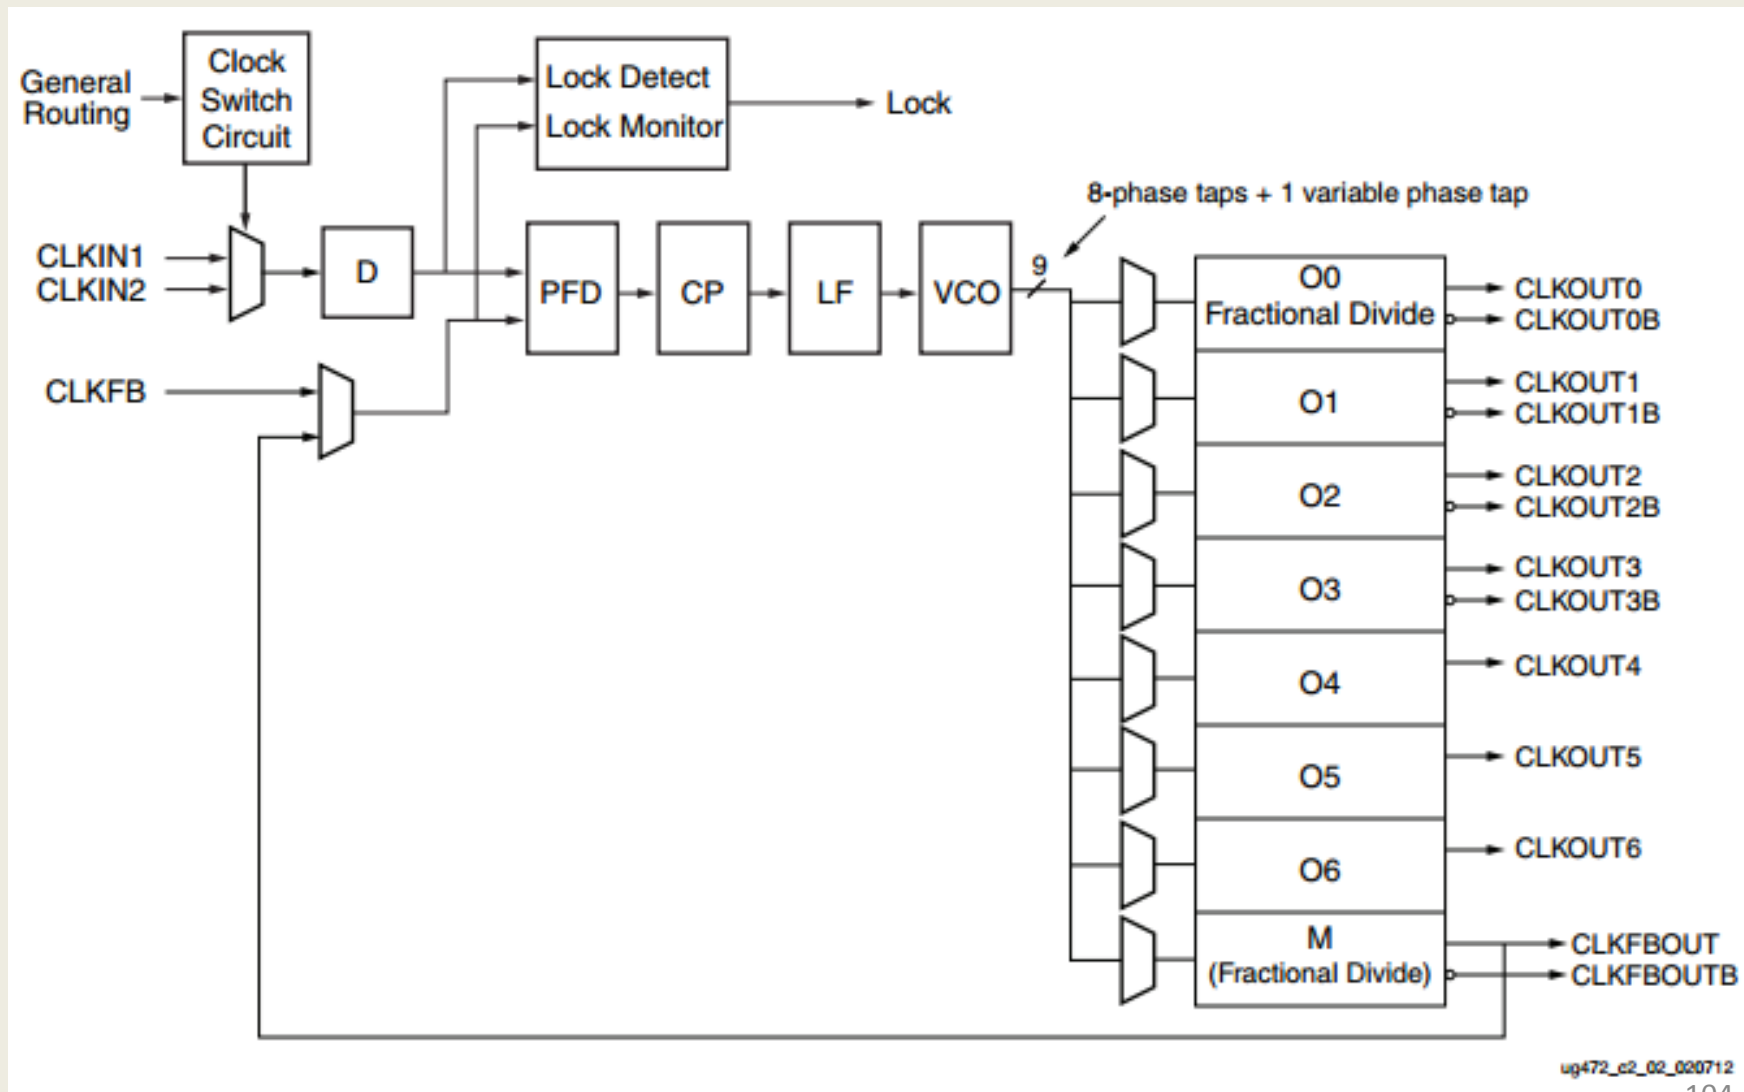 General
Routing
Clock
Switch
Circuit
Lock Detect
Lock Monitor
Lock
8-phase taps + 1 variable phase tap
CLKIN1
CLKIN2
D
PFD
CP
LF
VCO
9
CLKFB
O0
Fractional Divide
CLKOUT0
CLKOUT0B
O1
CLKOUT1
CLKOUT1B
O2
CLKOUT2
CLKOUT2B
O3
CLKOUT3
CLKOUT3B
O4
CLKOUT4
O5
CLKOUT5
O6
CLKOUT6
M
(Fractional Divide)
CLKFBOUT
CLKFBOUTB
ug472_c2_02_020712